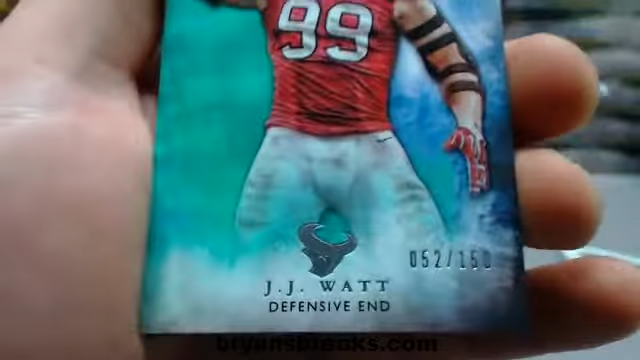 99
052/150
J.J. WATT
DEFENSIVE END
bryansbreaks.com